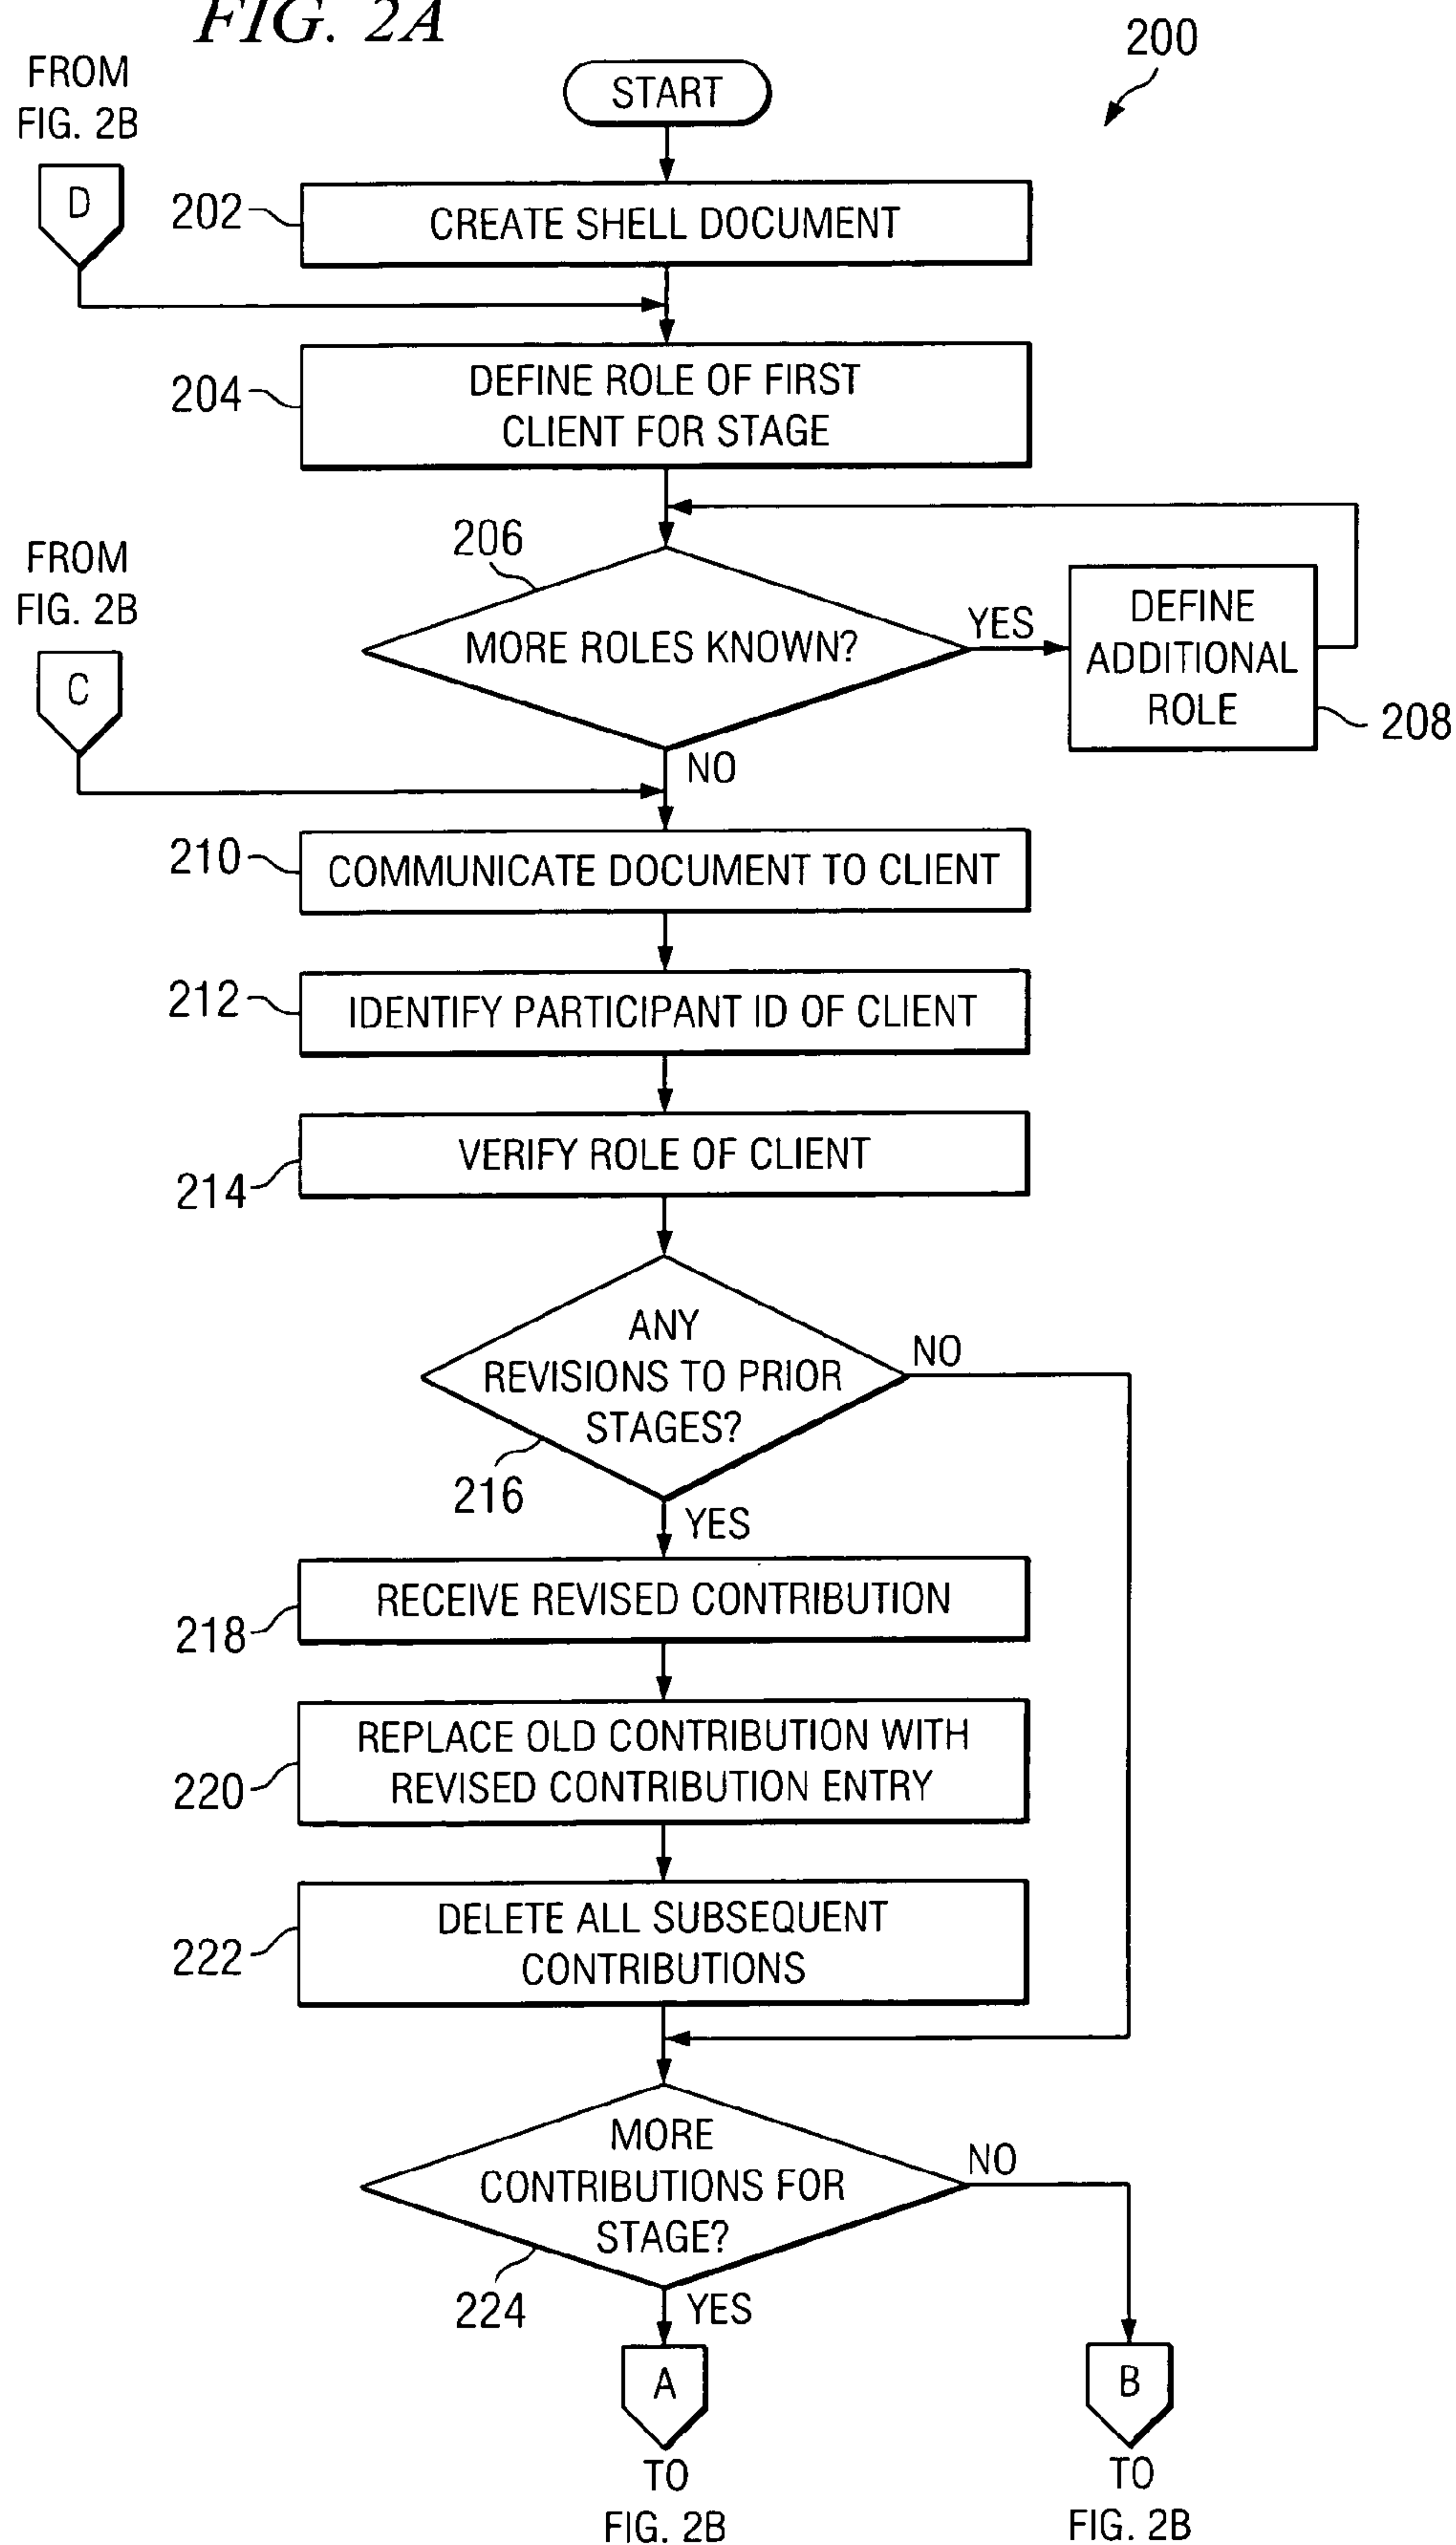 FIG. 2A
200
FROM
FIG. 2B
START
D
202
CREATE SHELL DOCUMENT
204
DEFINE ROLE OF FIRST
CLIENT FOR STAGE
206
FROM
FIG. 2B
MORE ROLES KNOWN?
YES
DEFINE
ADDITIONAL
ROLE
208
C
NO
210
COMMUNICATE DOCUMENT TO CLIENT
212
IDENTIFY PARTICIPANT ID OF CLIENT
214
VERIFY ROLE OF CLIENT
ANY
REVISIONS TO PRIOR
STAGES?
NO
216
YES
218
RECEIVE REVISED CONTRIBUTION
220
REPLACE OLD CONTRIBUTION WITH
REVISED CONTRIBUTION ENTRY
222
DELETE ALL SUBSEQUENT
CONTRIBUTIONS
MORE
CONTRIBUTIONS FOR
STAGE?
NO
224
YES
A
TO
FIG. 2B
B
TO
FIG. 2B